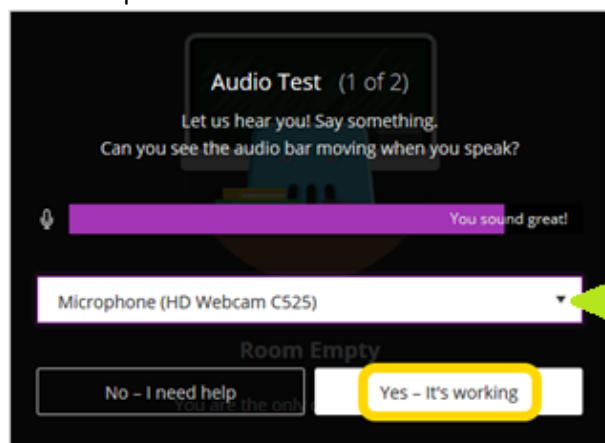 Audio Test (1 of 2)
Let us hear you! Say something.
Can you see the audio bar moving when you speak?
You sound great!
Microphone (HD Webcam C525)
Room Empty
No – I need help
Yes – It's working
You are the only